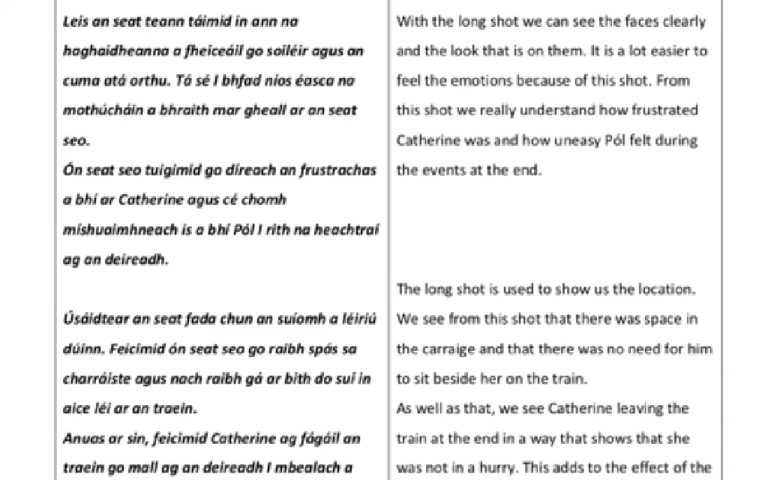 Leis an seat teann táimid in ann na
haghaidheanna a fheiceáil go soiléir agus an
cuma atá orthu. Tá sé I bhfad níos éasca na
mothúcháin a bhraith mar gheall ar an seat
seo.
Ón seat seo tuigimid go díreach an frustrachas
a bhí ar Catherine agus cé chomh
míshuaimhneach is a bhí Pól I rith na heachtraí
ag an deireadh.
Úsáidtear an seat fada chun an suíomh a léiriú
dúinn. Feicimid ón seat seo go raibh spás sa
charráiste agus nach raibh gá ar bith do suí in
aice léi ar an traein.
Anuas ar sin, feicimid Catherine ag fágáil an
traein go mall ag an deireadh I mbealach a
With the long shot we can see the faces clearly
and the look that is on them. It is a lot easier to
feel the emotions because of this shot. From
this shot we really understand how frustrated
Catherine was and how uneasy Pól felt during
the events at the end.
The long shot is used to show us the location.
We see from this shot that there was space in
the carraige and that there was no need for him
to sit beside her on the train.
As well as that, we see Catherine leaving the
train at the end in a way that shows that she
was not in a hurry. This adds to the effect of the